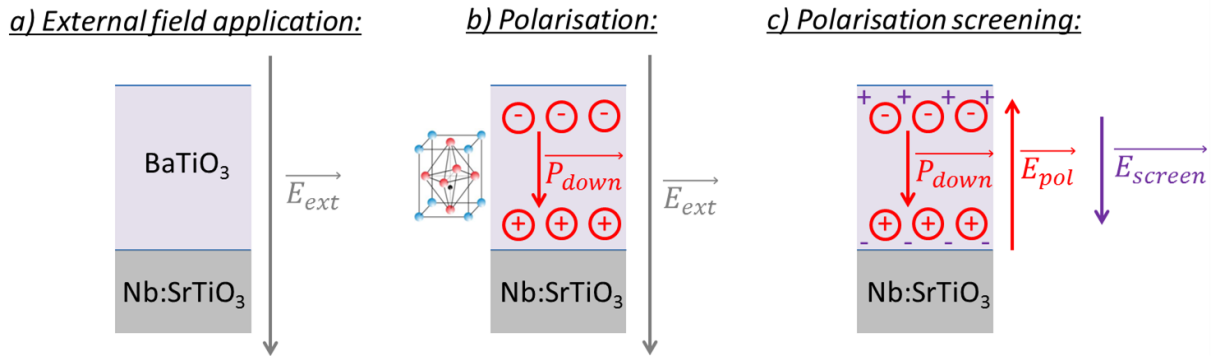 a) External field application:
b) Polarisation:
c) Polarisation screening:
BaTiO₃
E_ext
Nb:SrTiO₃
- - -
P_down
+ + +
E_ext
Nb:SrTiO₃
+ + + +
- - -
P_down
E_pol
E_screen
+ + +
- - - -
Nb:SrTiO₃